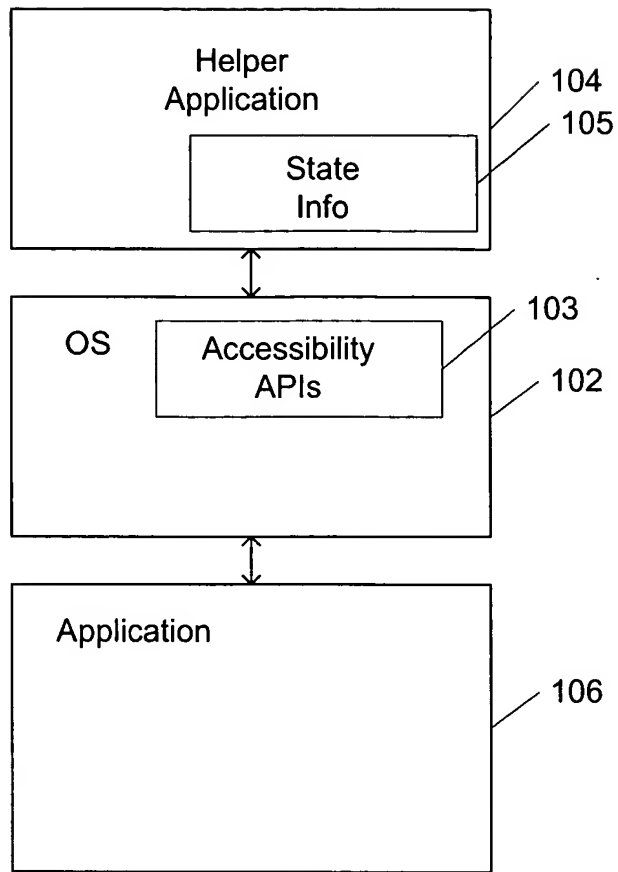 Helper
Application
104
105
State
Info
103
OS
Accessibility
APIs
102
Application
106